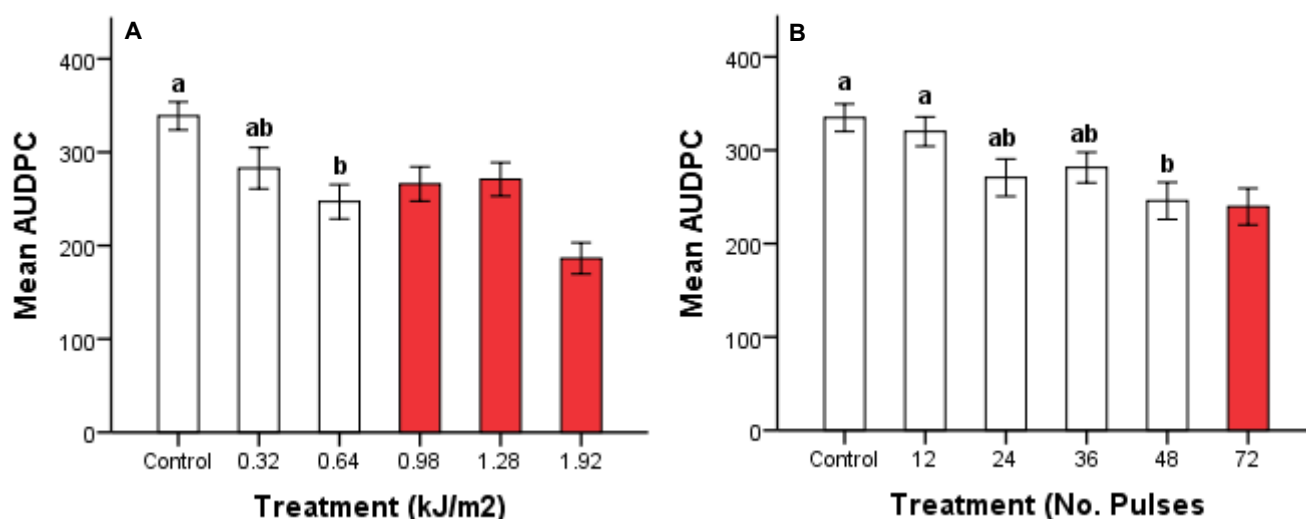 A
Mean AUDPC
400
300
200
100
0
a
ab
b
Control 0.32 0.64 0.98 1.28 1.92
Treatment (kJ/m2)
B
Mean AUDPC
400
300
200
100
0
a
a
ab
ab
b
Control 12 24 36 48 72
Treatment (No. Pulses